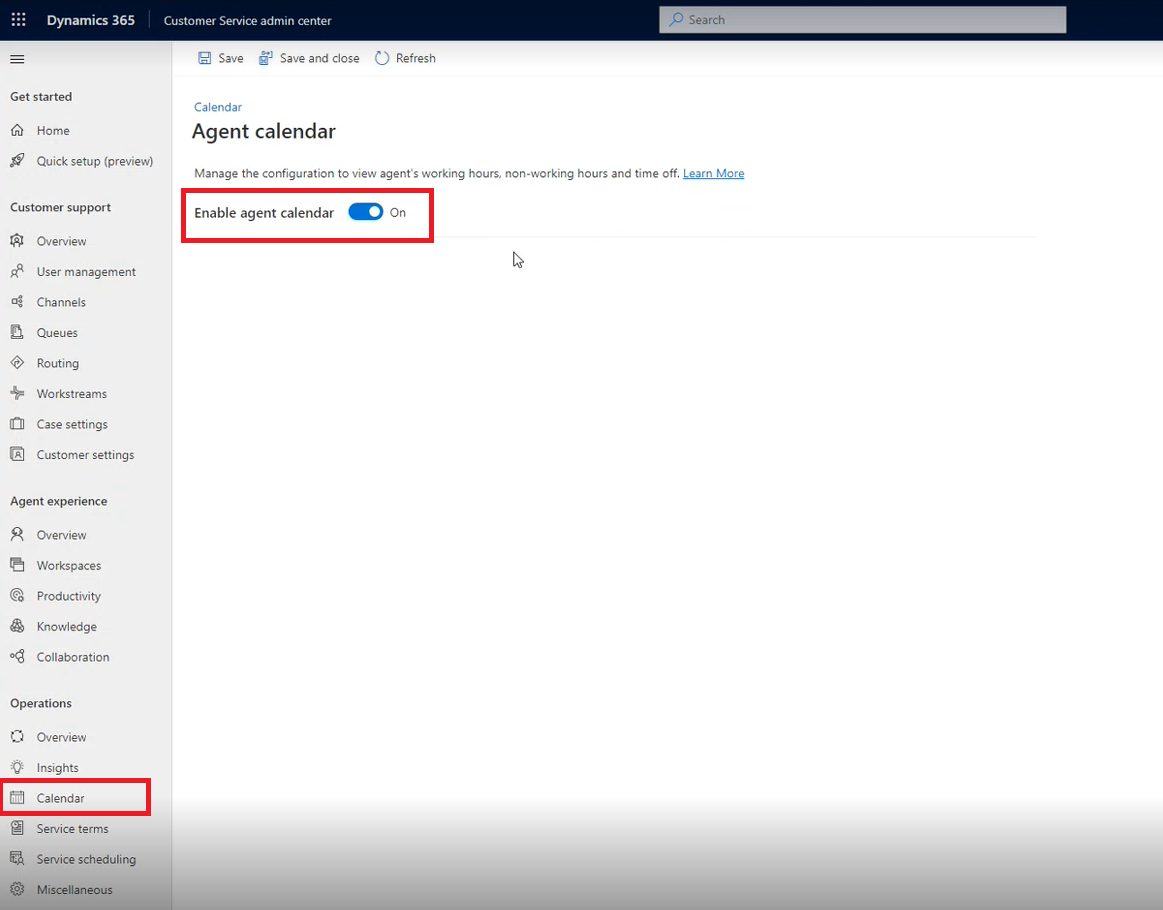 Dynamics 365
Customer Service admin center
Search
Save
Save and close
Refresh
Get started
Home
Quick setup (preview)
Customer support
Overview
User management
Channels
Queues
Routing
Workstreams
Case settings
Customer settings
Agent experience
Overview
Workspaces
Productivity
Knowledge
Collaboration
Operations
Overview
Insights
Calendar
Service terms
Service scheduling
Miscellaneous
Calendar
Agent calendar
Manage the configuration to view agent's working hours, non-working hours and time off. Learn More
Enable agent calendar On